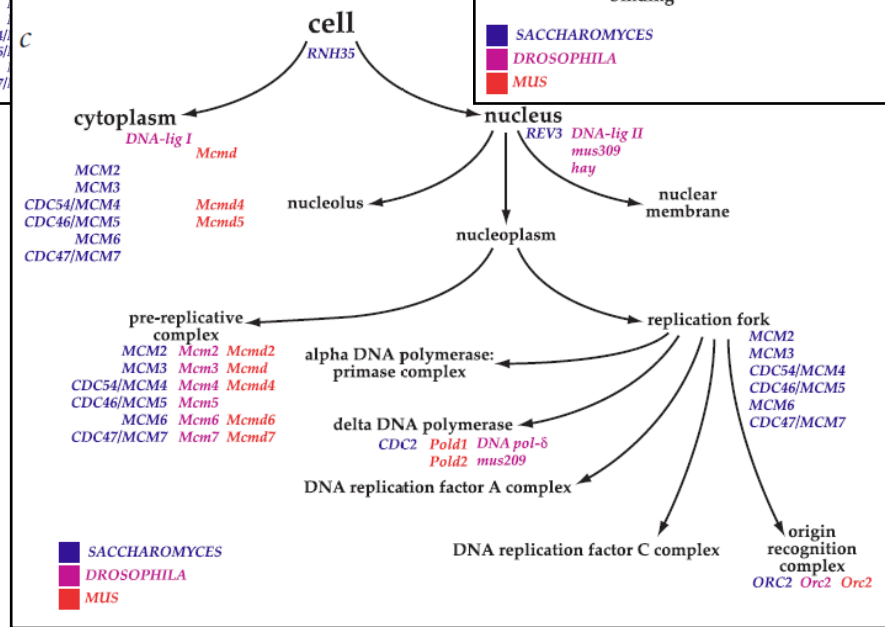 binding
SACCHAROMYCES
DROSOPHILA
MUS
c
cell
RNH35
cytoplasm
DNA-lig I
Mcmd
MCM2
MCM3
CDC54/MCM4 Mcmd4
CDC46/MCM5 Mcmd5
MCM6
CDC47/MCM7
nucleus
REV3 DNA-lig II
mus309
hay
nucleolus
nuclear
membrane
nucleoplasm
pre-replicative
complex
MCM2 Mcm2 Mcmd2
MCM3 Mcm3 Mcmd
CDC54/MCM4 Mcm4 Mcmd4
CDC46/MCM5 Mcm5
MCM6 Mcm6 Mcmd6
CDC47/MCM7 Mcm7 Mcmd7
replication fork
MCM2
MCM3
CDC54/MCM4
CDC46/MCM5
MCM6
CDC47/MCM7
alpha DNA polymerase:
primase complex
delta DNA polymerase
CDC2 Pold1 DNA pol-δ
Pold2 mus209
DNA replication factor A complex
DNA replication factor C complex
origin
recognition
complex
ORC2 Orc2 Orc2
SACCHAROMYCES
DROSOPHILA
MUS